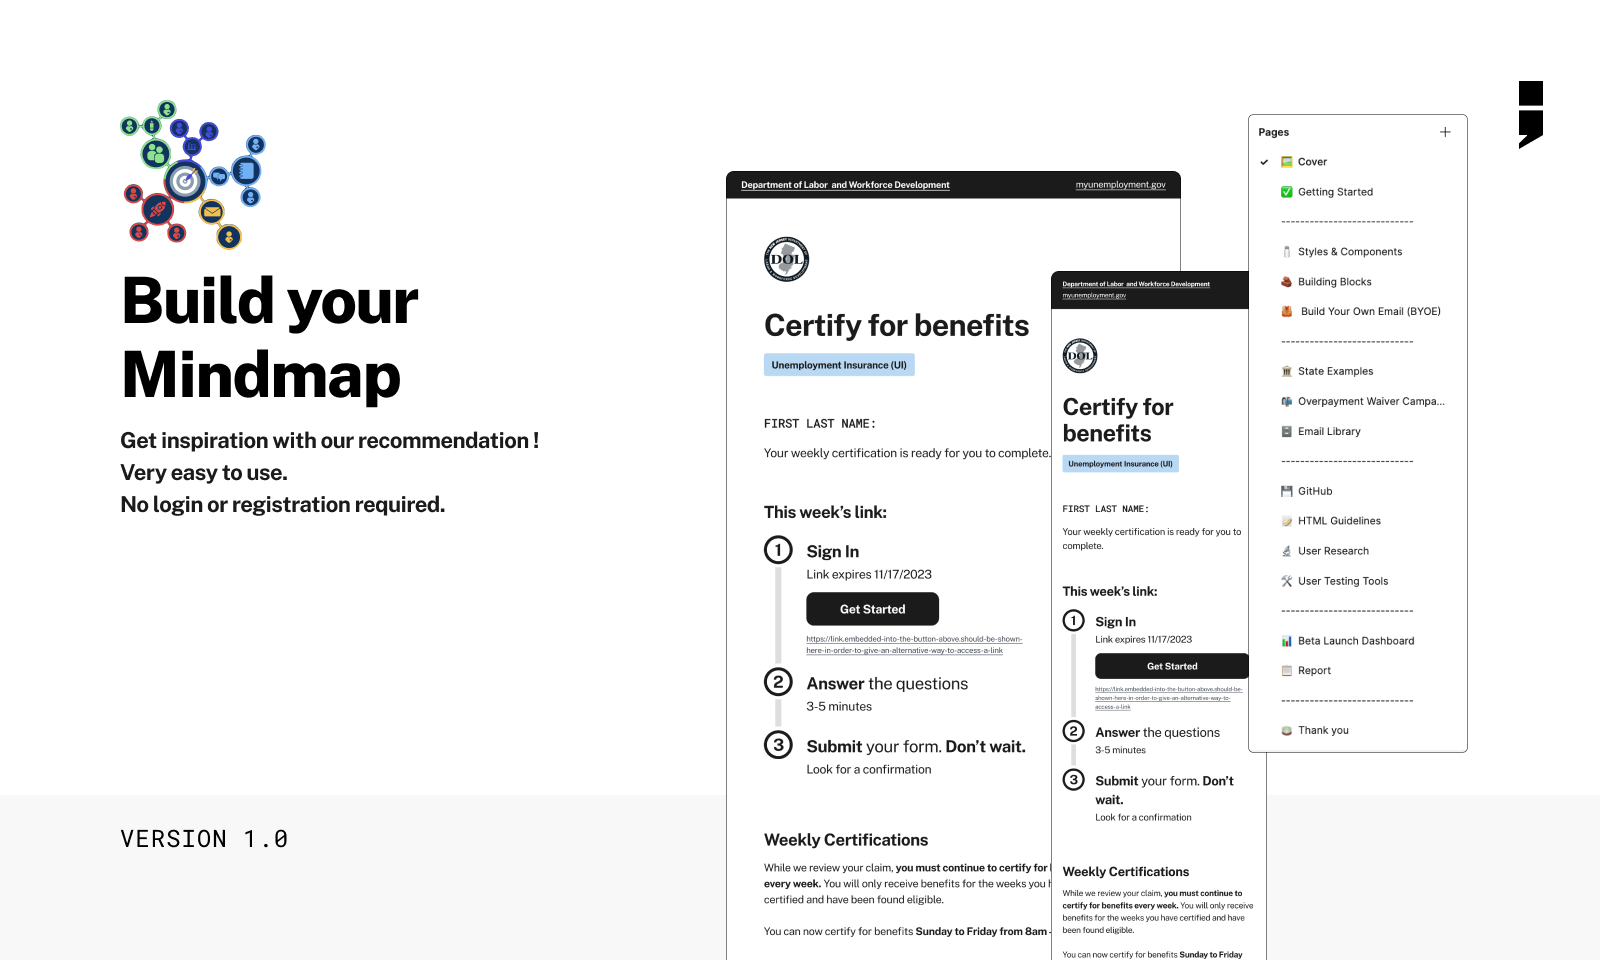 Build your
Mindmap
Get inspiration with our recommendation !
Very easy to use.
No login or registration required.
VERSION 1.0
Department of Labor and Workforce Development
myunemployment.gov
DOL
Certify for benefits
Unemployment Insurance (UI)
FIRST LAST NAME:
Your weekly certification is ready for you to complete.
This week’s link:
1
Sign In
Link expires 11/17/2023
Get Started
https://link.embedded-into-the-button-above.should-be-shown-
here-in-order-to-give-an-alternative-way-to-access-a-link
2
Answer the questions
3-5 minutes
3
Submit your form. Don’t wait.
Look for a confirmation
Weekly Certifications
While we review your claim, you must continue to certify for
every week. You will only receive benefits for the weeks you
certified and have been found eligible.
You can now certify for benefits Sunday to Friday from 8am
Department of Labor and Workforce Development
myunemployment.gov
DOL
Certify for
benefits
Unemployment Insurance (UI)
FIRST LAST NAME:
Your weekly certification is ready for you to
complete.
This week’s link:
1
Sign In
Link expires 11/17/2023
Get Started
https://link.embedded-into-the-button-above.should-be-
shown-here-in-order-to-give-an-alternative-way-to-
access-a-link
2
Answer the questions
3-5 minutes
3
Submit your form. Don’t
wait.
Look for a confirmation
Weekly Certifications
While we review your claim, you must continue to
certify for benefits every week. You will only receive
benefits for the weeks you have certified and have
been found eligible.
You can now certify for benefits Sunday to Friday
Pages
Cover
Getting Started
----------------------------
Styles & Components
Building Blocks
Build Your Own Email (BYOE)
----------------------------
State Examples
Overpayment Waiver Campa...
Email Library
----------------------------
GitHub
HTML Guidelines
User Research
User Testing Tools
----------------------------
Beta Launch Dashboard
Report
----------------------------
Thank you